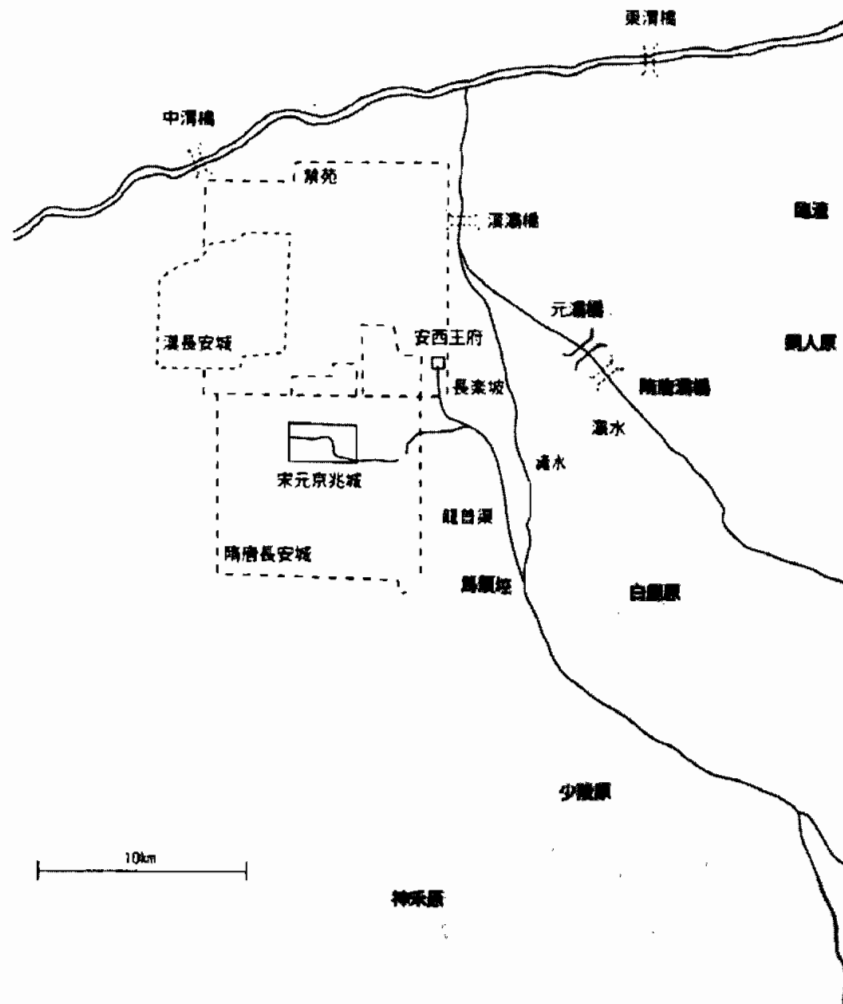 東渭橋
中渭橋
禁苑
漢灞橋
臨潼
元灞橋
漢長安城
安西王府
銅人原
長楽坡
隋唐灞橋
灞水
宋元京兆城
滻水
龍首渠
隋唐長安城
馬頭埪
白鹿原
少陵原
10km
神禾原